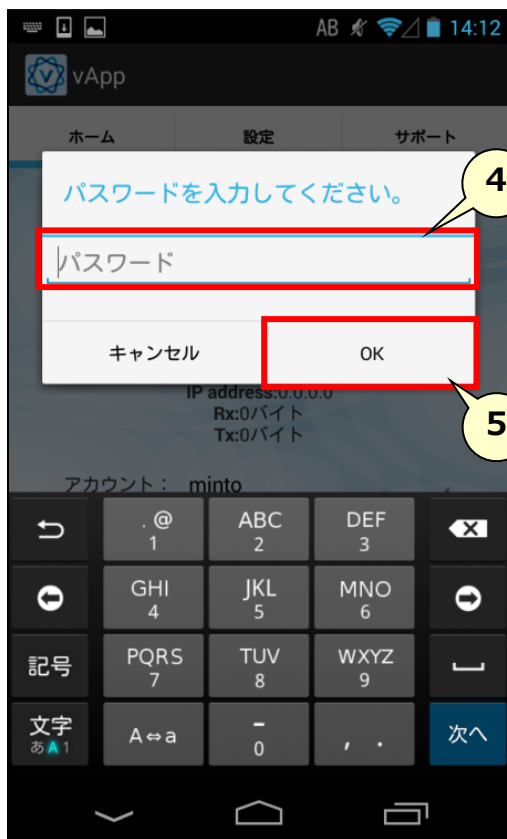 AB 14:12
vApp
ホーム 設定 サポート
パスワードを入力してください。
4
パスワード
キャンセル OK
5
IP address:0.0.0.0
Rx:0バイト
Tx:0バイト
アカウント： minto
. @ ABC DEF
1 2 3
GHI JKL MNO
4 5 6
記号 PQRS TUV WXYZ
7 8 9
文字 A⇔a － , . 次へ
あA1 0